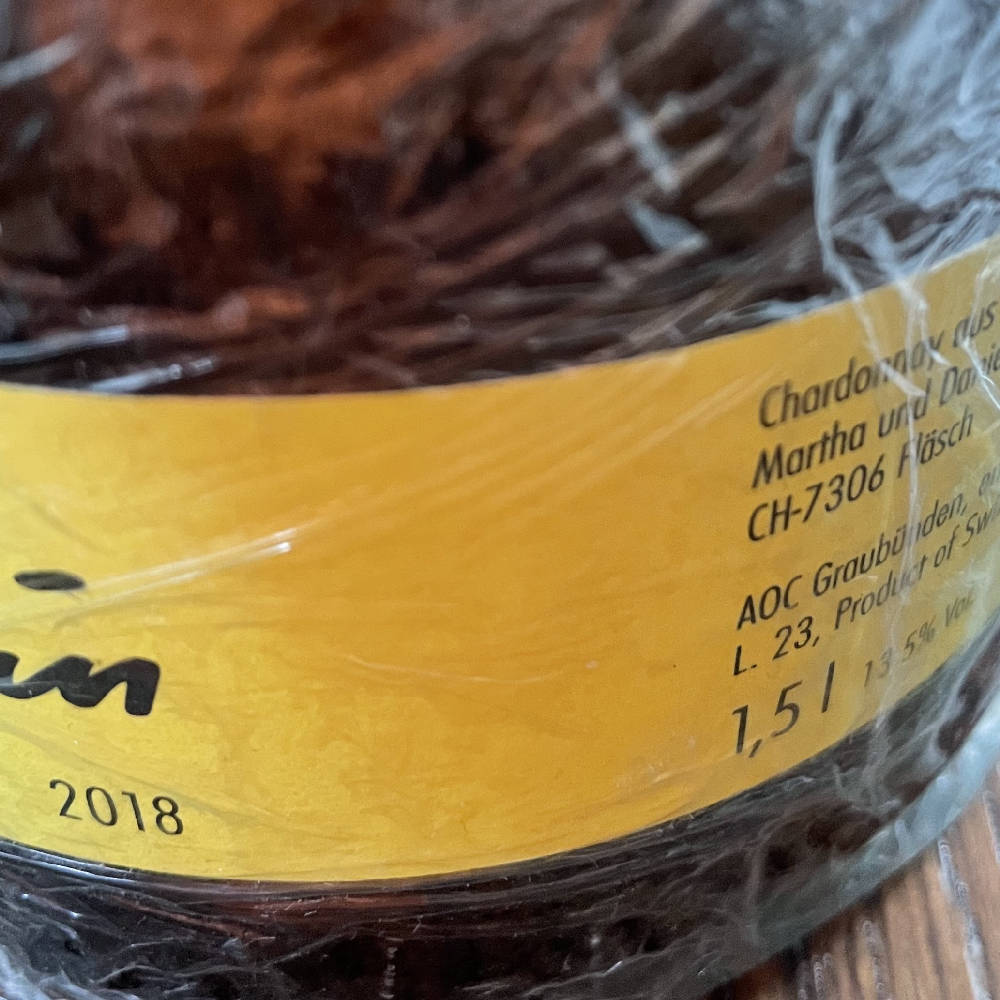 2018
Chardonnay aus
Martha und
CH-7306 Fläsch
AOC Graubünden,
L. 23, Product of
1,5 l 13.5% Vol.